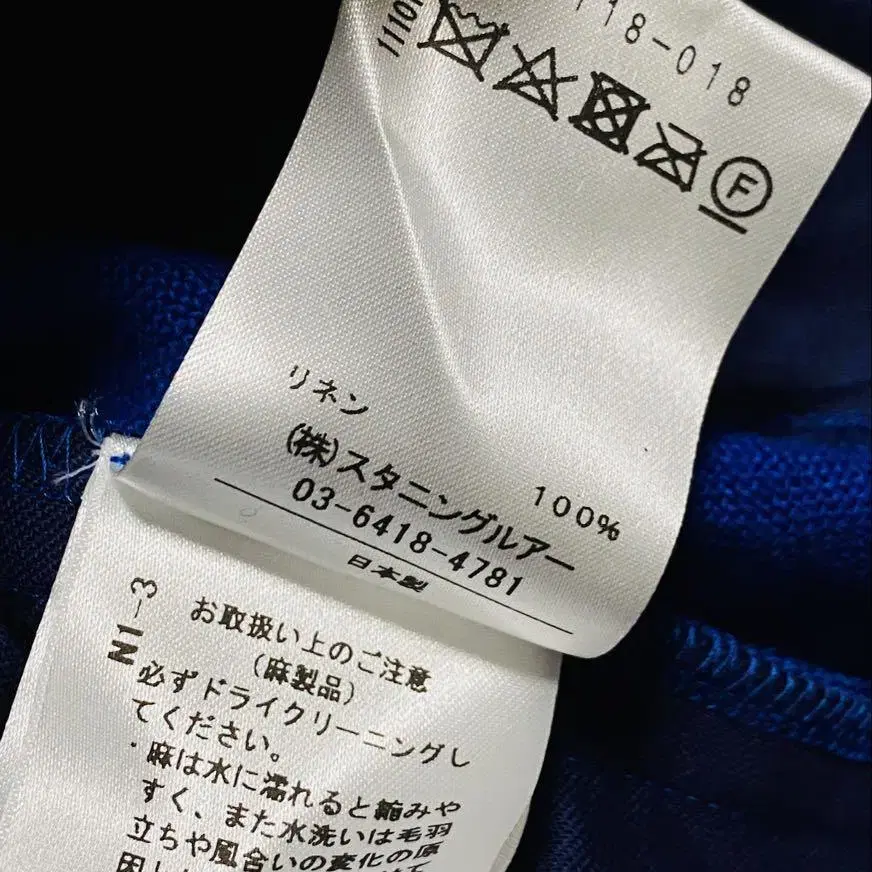 118-018
1110
F
リネン
100%
(株)スタニングルアー
03-6418-4781
日本製
N1-3
お取扱い上のご注意
(麻製品)
必ずドライクリーニングし
てください。
・麻は水に濡れると縮みや
すく、また水洗いは毛羽
立ちや風合いの変化の原